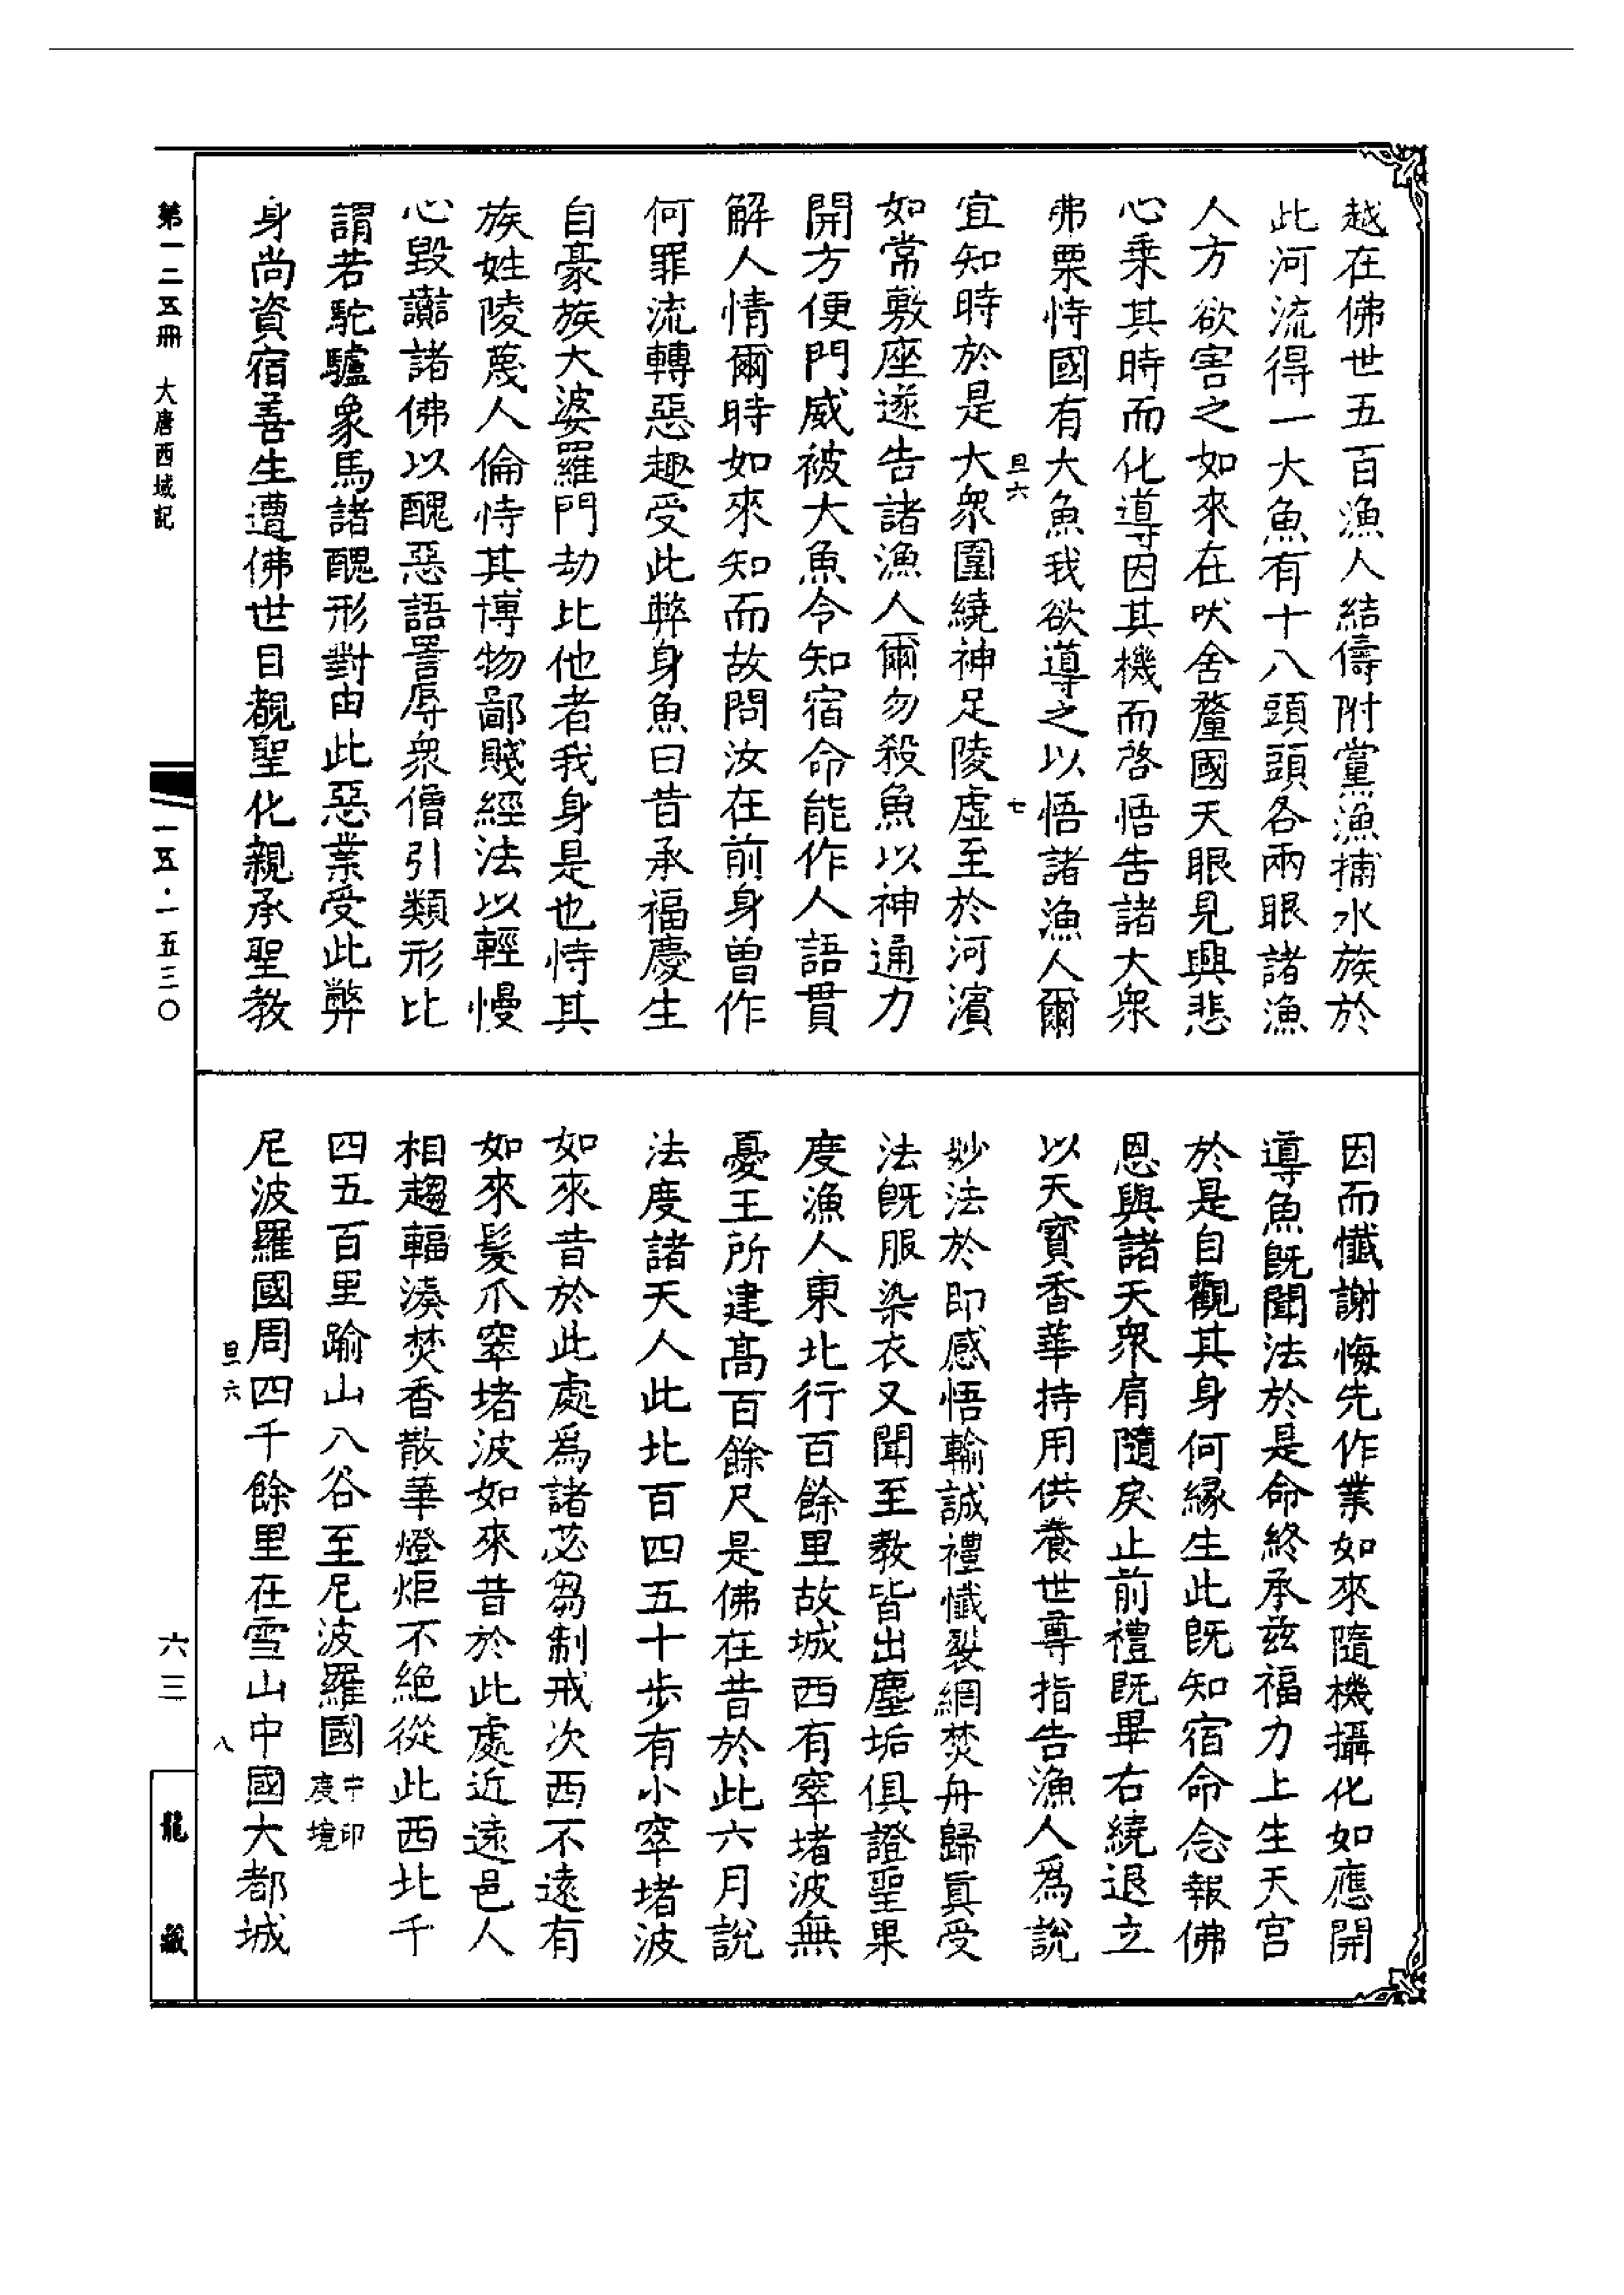 越在佛世五百漁人結儔附黨漁捕水族於
此河流得一大魚有十八頭頭各兩眼諸漁
人方欲害之如來在吠舍釐國天眼見興悲
心乗其時而化導因其機而啓悟告諸大衆
弗栗恃國有大魚我欲導之以悟諸漁人爾
旦六
七
宜知時於是大衆圍繞神足陵虛至於河濱
如常敷座遂告諸漁人爾勿殺魚以神通力
開方便門威被大魚令知宿命能作人語貫
解人情爾時如來知而故問汝在前身曽作
何罪流轉惡趣受此弊身魚曰昔承福慶生
自豪族大婆羅門劫比他者我身是也恃其
族姓陵蔑人倫恃其博物鄙賤經法以輕慢
心毀讟諸佛以醜惡語詈辱衆僧引類形比
謂若駝驢象馬諸醜形對由此惡業受此弊
身尚資宿善生遭佛世目覩聖化親承聖教
因而懺謝悔先作業如來隨機攝化如應開
導魚旣聞法於是命終承兹福力上生天宫
於是自觀其身何縁生此旣知宿命念報佛
恩與諸天衆肩隨戾止前禮旣畢右繞退立
以天寳香華持用供養世尊指告漁人爲說
妙法於即感悟輸誠禮懺裂網焚舟歸眞受
法旣服染衣又聞至教皆出塵垢俱證聖果
度漁人東北行百餘里故城西有窣堵波無
憂王所建髙百餘尺是佛在昔於此六月說
法度諸天人此北百四五十步有小窣堵波
如來昔於此處爲諸苾芻制戒次西不遠有
如來髮爪窣堵波如來昔於此處近遠邑人
相趨輻湊焚香散華燈炬不絕從此西北千
四五百里踰山入谷至尼波羅國中印度境
尼波羅國周四千餘里在雪山中國大都城
旦六
八
第一二五冊 大唐西域記
一五·一五三〇
六三
龍藏